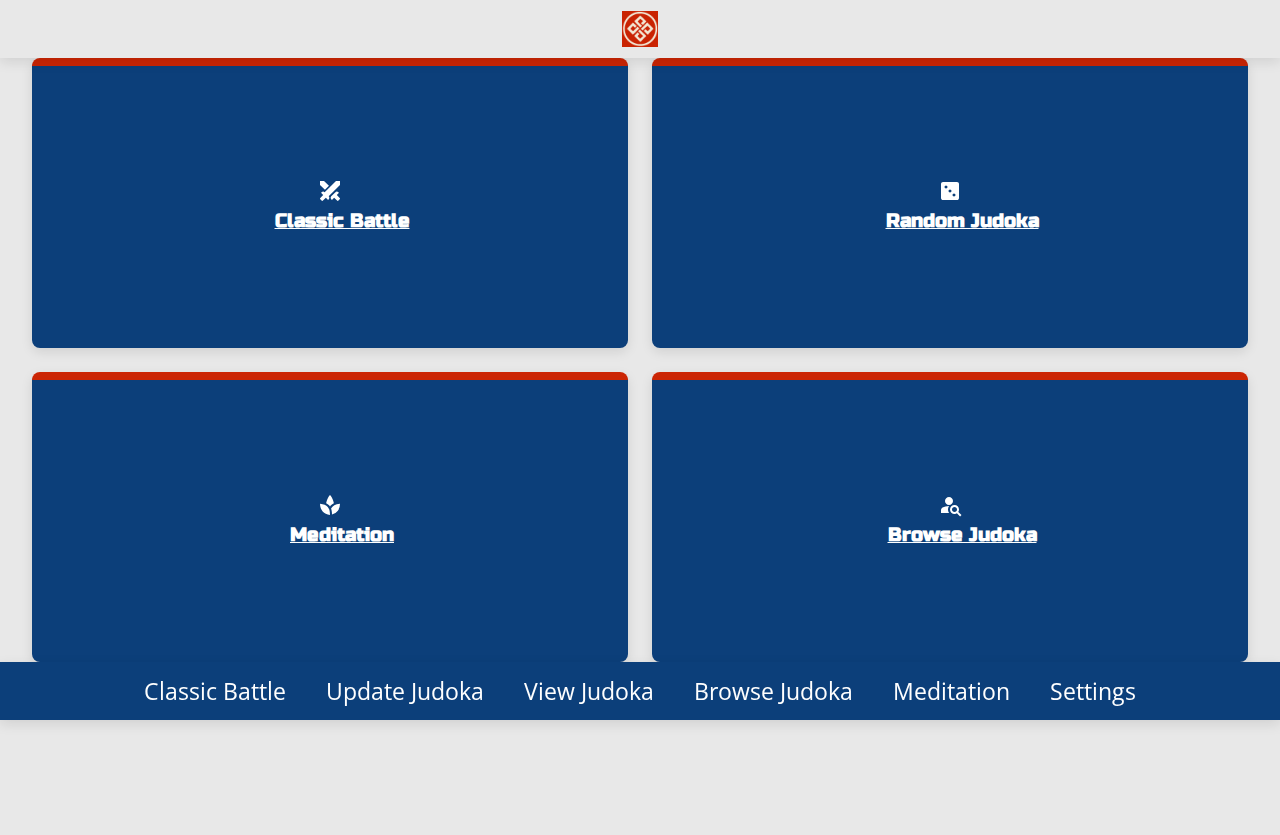 Classic Battle
Random Judoka
Meditation
Browse Judoka
Classic Battle Update Judoka View Judoka Browse Judoka Meditation Settings